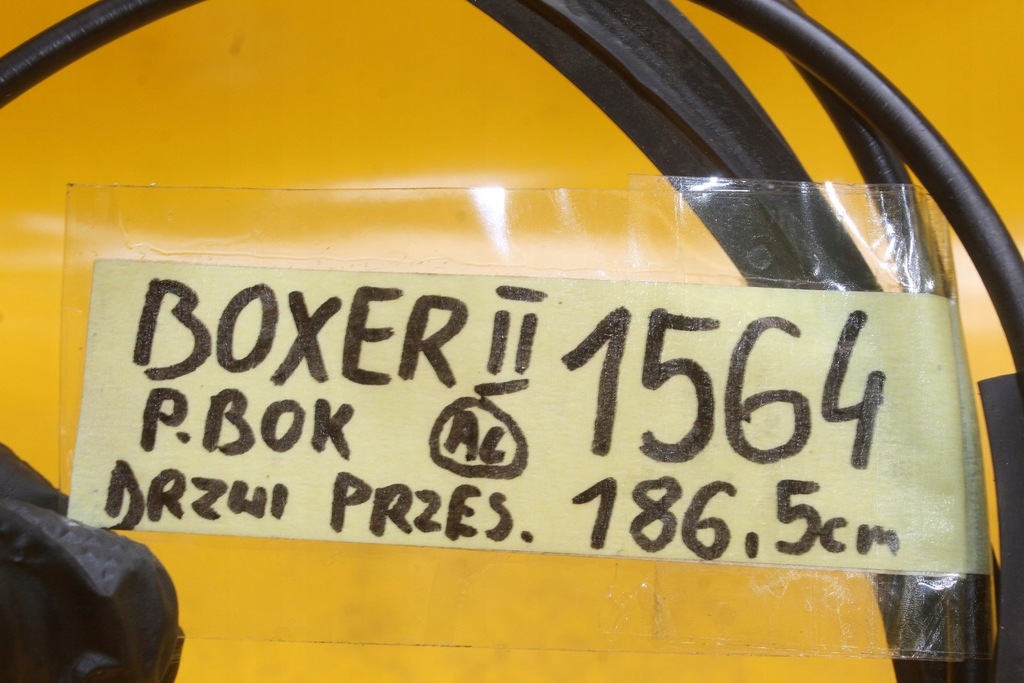 BOXER II 1564
P.BOK AL
DRZWI PRZES. 186,5cm